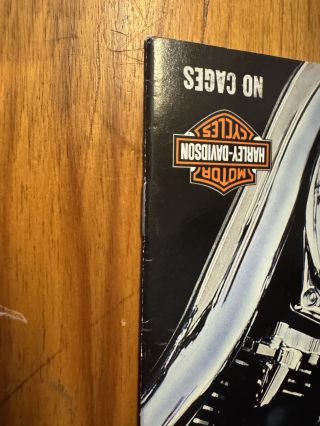 NO CAGES
MOTOR
HARLEY-DAVIDSON
CYCLES